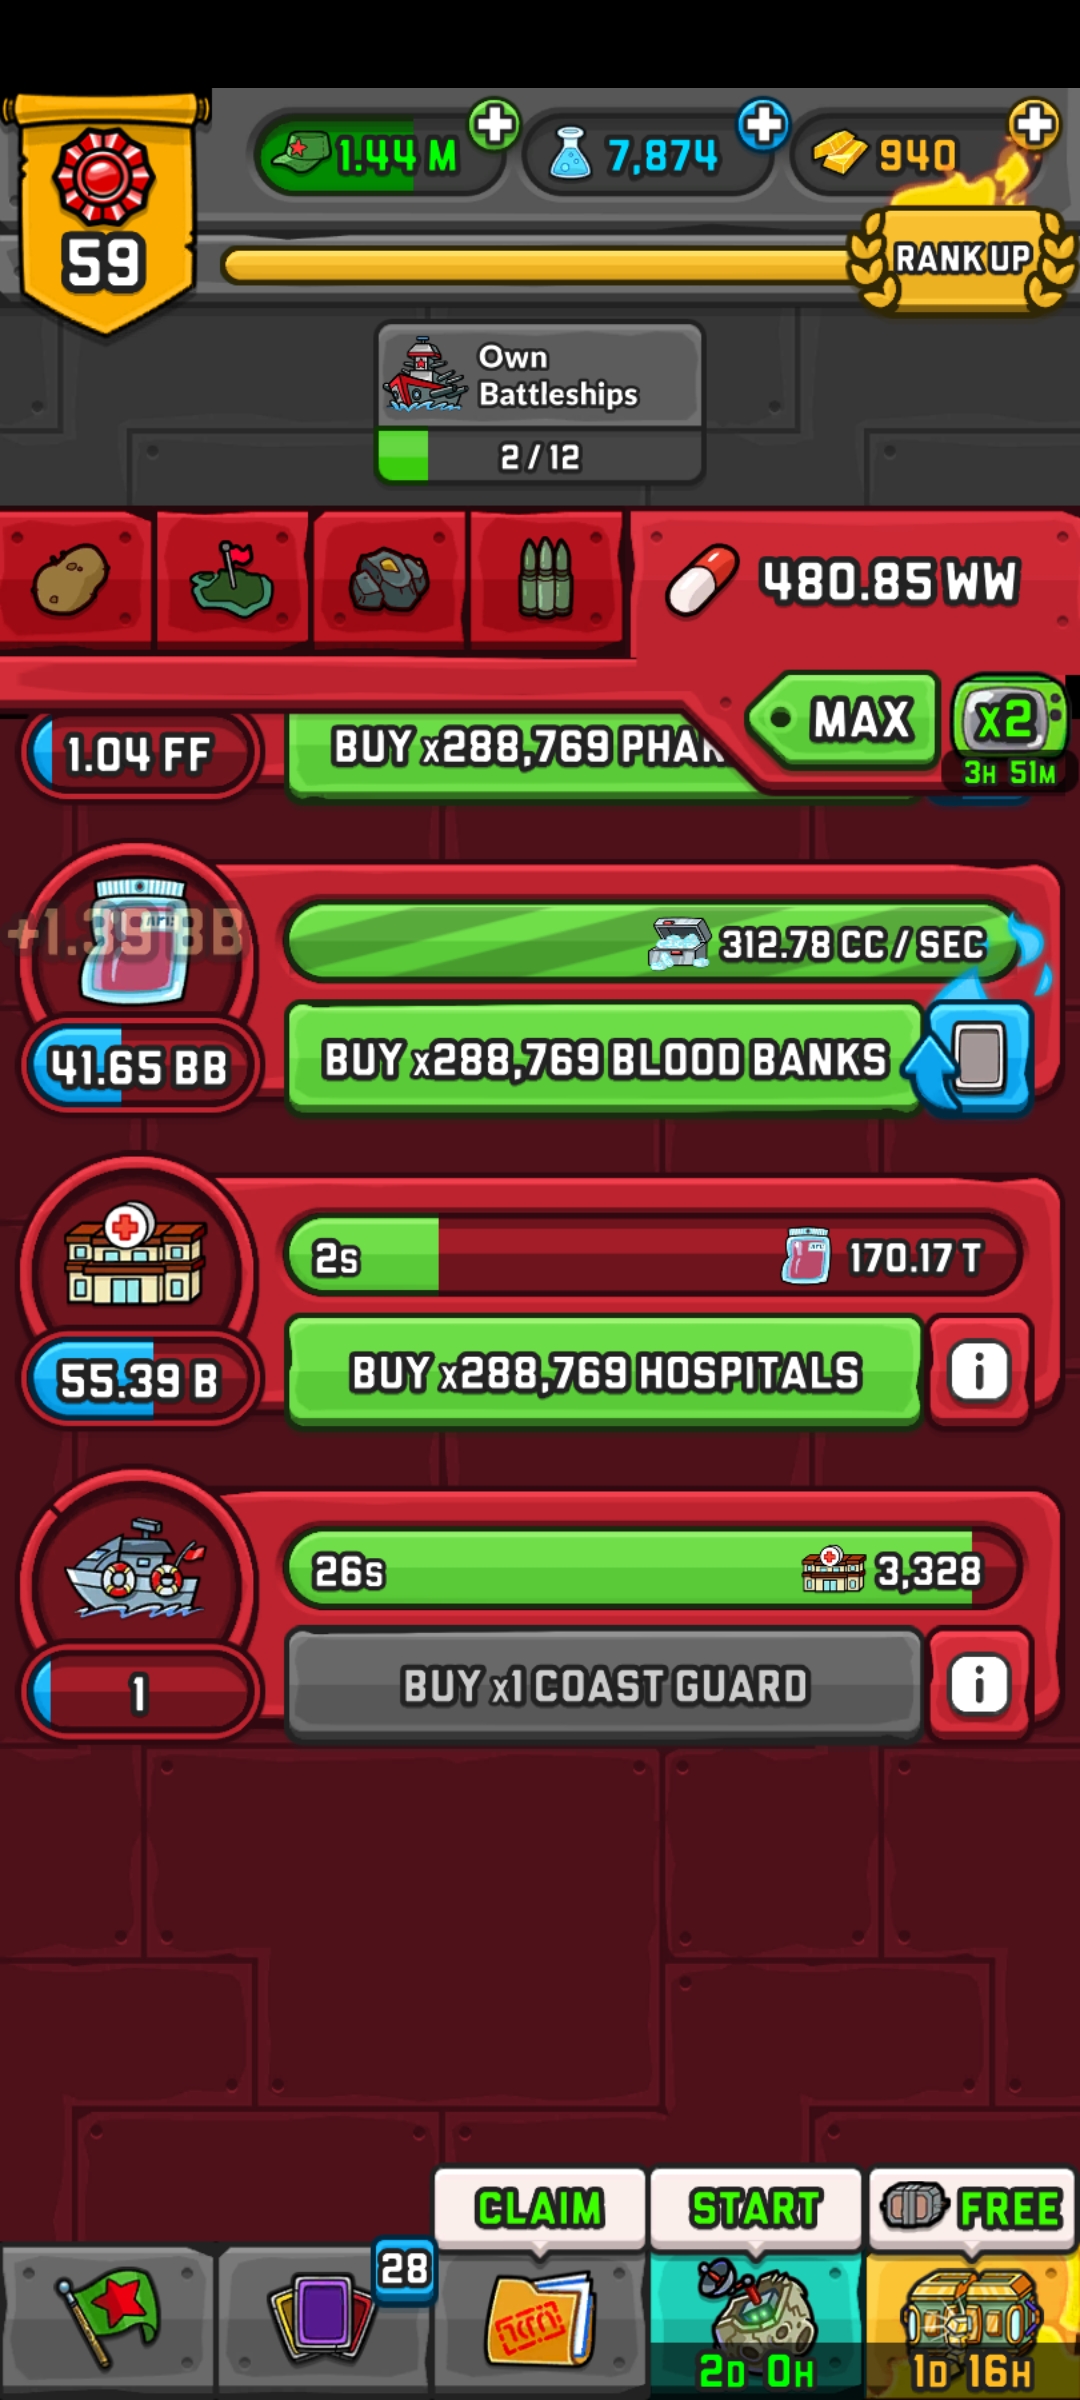 1.44 M
7,874
940
59
RANK UP
Own
Battleships
2 / 12
480.85 WW
MAX
x2
3H 51M
1.04 FF
BUY x288,769 PHAR
+1.39 BB
312.78 CC / SEC
41.65 BB
BUY x288,769 BLOOD BANKS
2s
170.17 T
55.39 B
BUY x288,769 HOSPITALS
i
26s
3,328
1
BUY x1 COAST GUARD
i
CLAIM
START
FREE
28
2D 0H
1D 16H